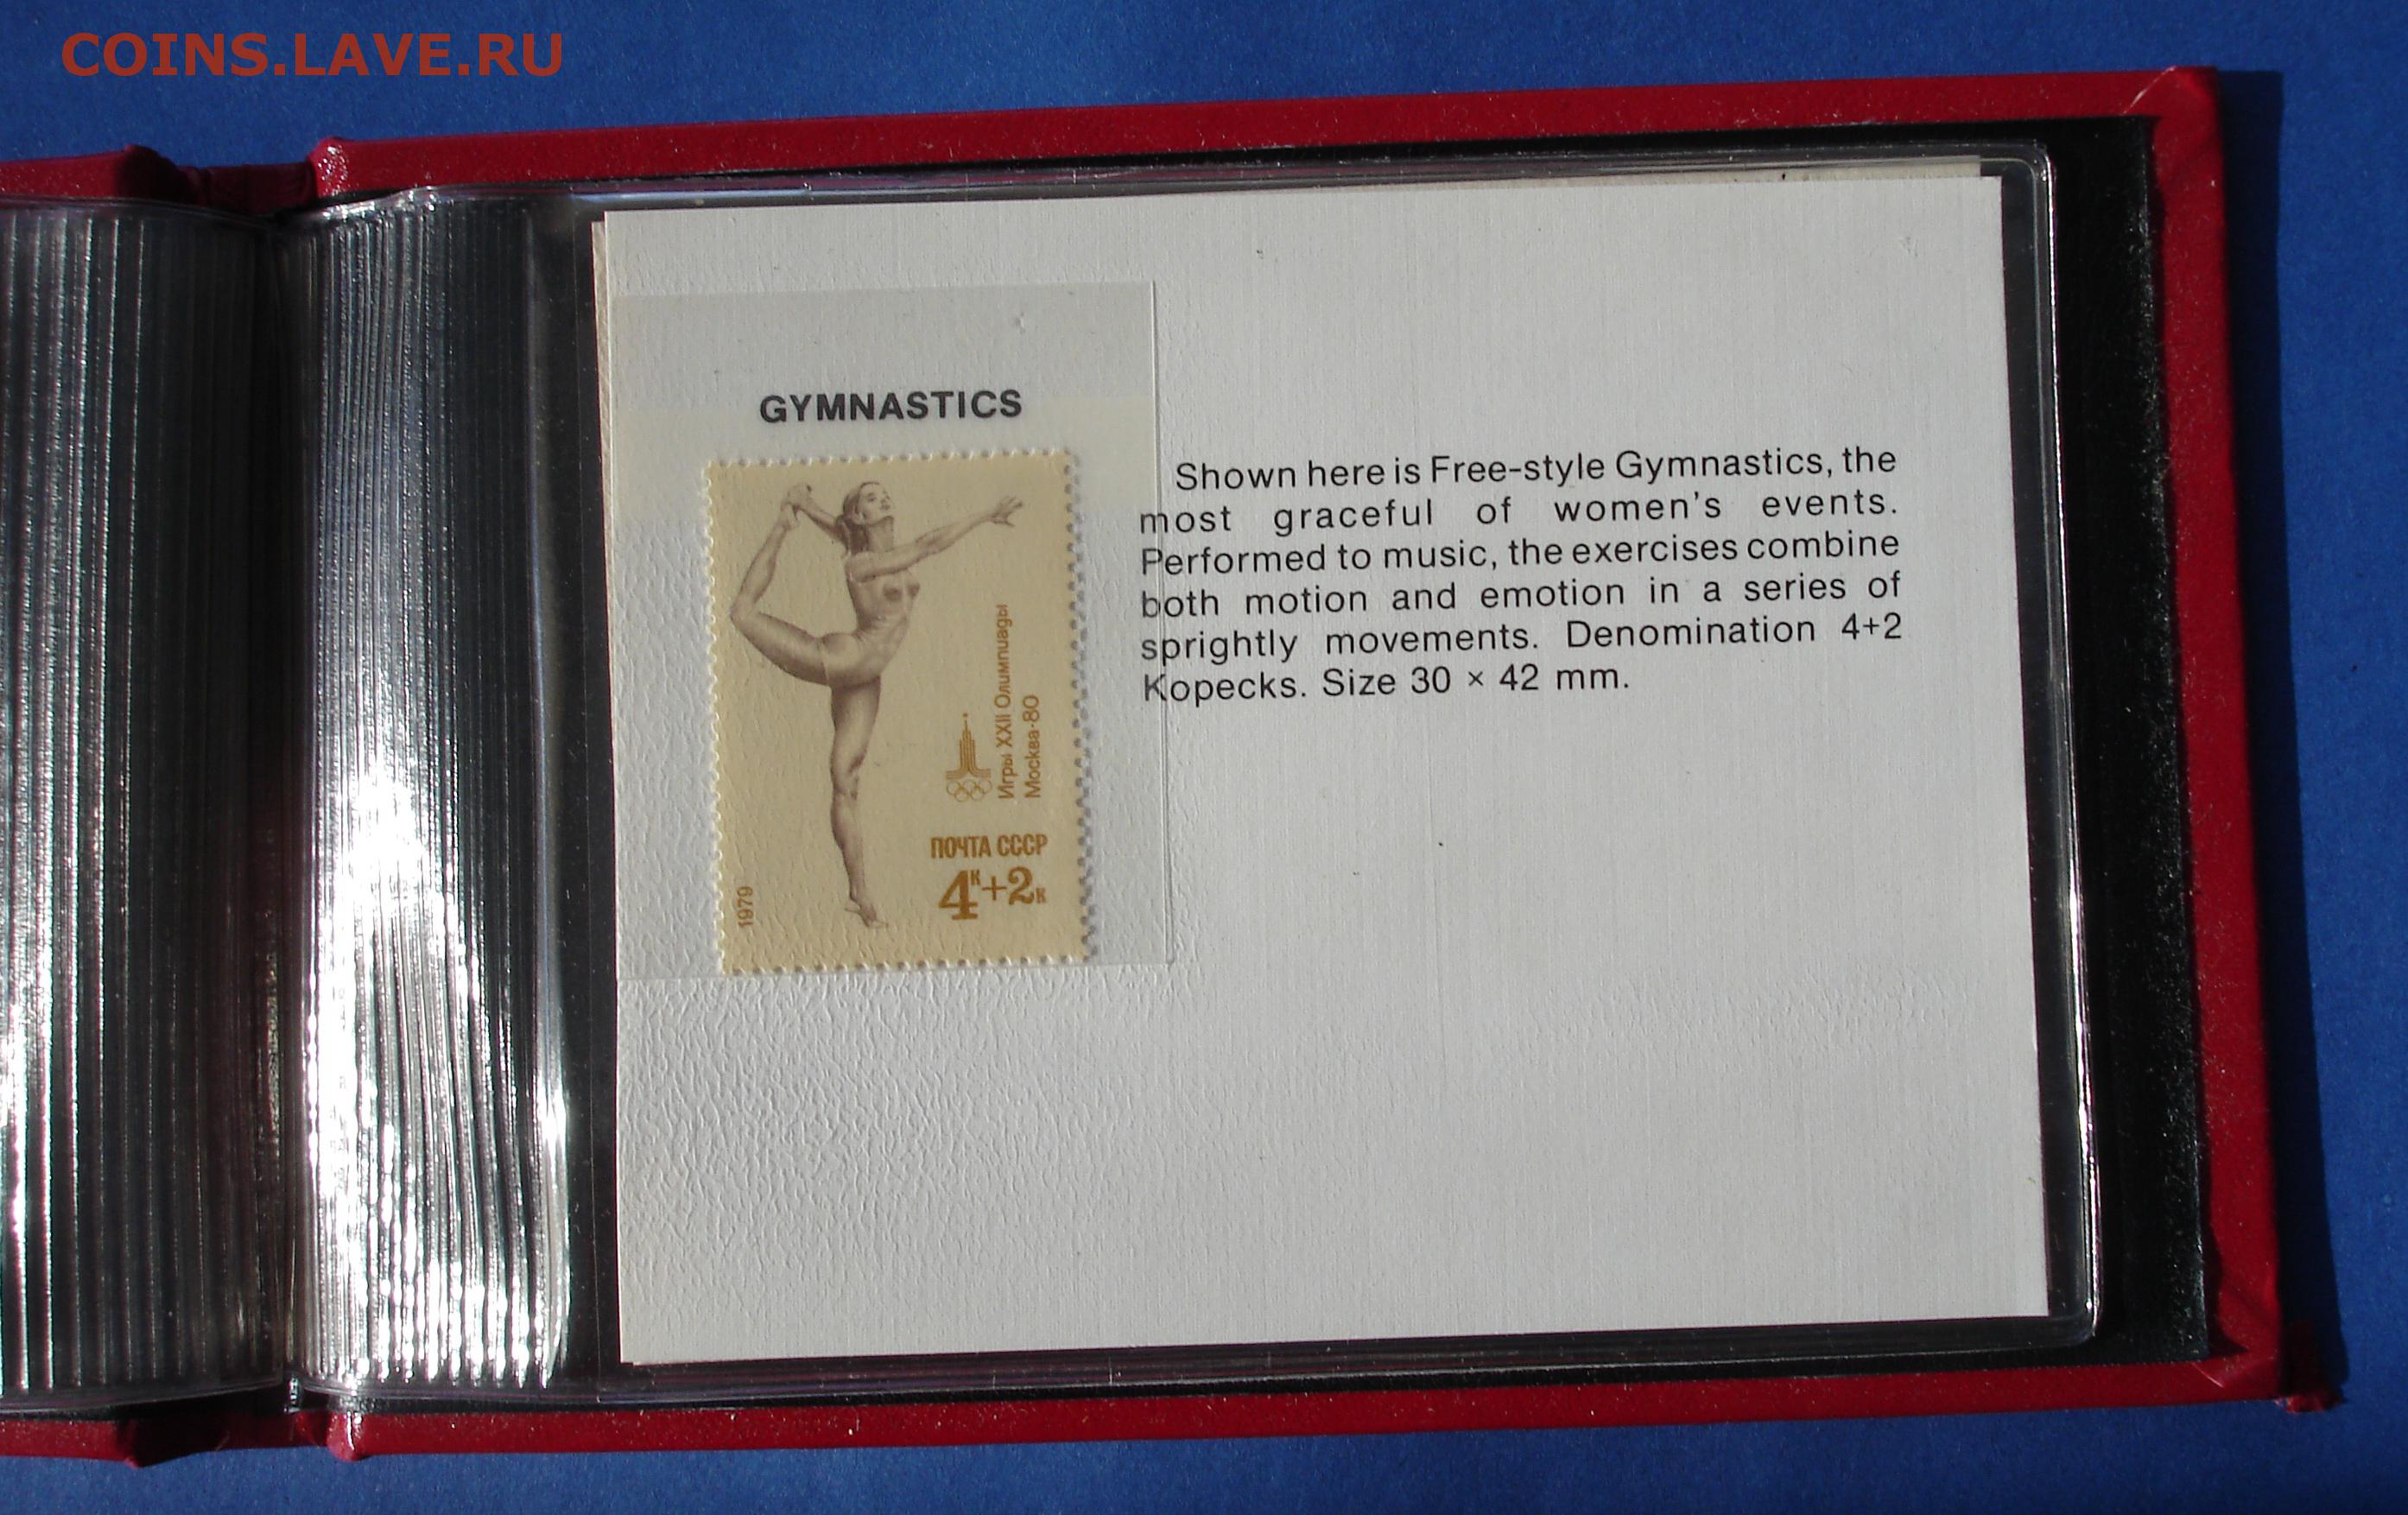 COINS.LAVE.RU
GYMNASTICS
Игры XXII Олимпиады
Москва·80
ПОЧТА СССР
4к+2к
1979
Shown here is Free-style Gymnastics, the
most graceful of women's events.
Performed to music, the exercises combine
both motion and emotion in a series of
sprightly movements. Denomination 4+2
Kopecks. Size 30 × 42 mm.